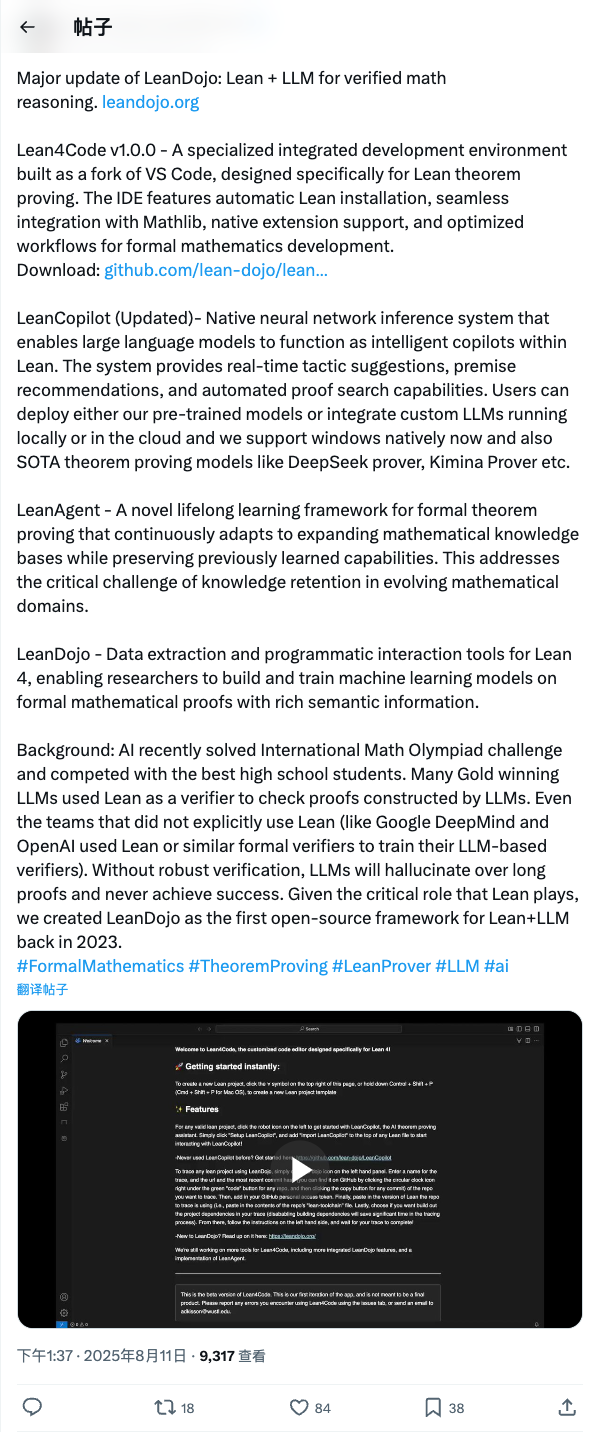 帖子
Major update of LeanDojo: Lean + LLM for verified math
reasoning. leandojo.org
Lean4Code v1.0.0 - A specialized integrated development environment
built as a fork of VS Code, designed specifically for Lean theorem
proving. The IDE features automatic Lean installation, seamless
integration with Mathlib, native extension support, and optimized
workflows for formal mathematics development.
Download: github.com/lean-dojo/lean…
LeanCopilot (Updated)- Native neural network inference system that
enables large language models to function as intelligent copilots within
Lean. The system provides real-time tactic suggestions, premise
recommendations, and automated proof search capabilities. Users can
deploy either our pre-trained models or integrate custom LLMs running
locally or in the cloud and we support windows natively now and also
SOTA theorem proving models like DeepSeek prover, Kimina Prover etc.
LeanAgent - A novel lifelong learning framework for formal theorem
proving that continuously adapts to expanding mathematical knowledge
bases while preserving previously learned capabilities. This addresses
the critical challenge of knowledge retention in evolving mathematical
domains.
LeanDojo - Data extraction and programmatic interaction tools for Lean
4, enabling researchers to build and train machine learning models on
formal mathematical proofs with rich semantic information.
Background: AI recently solved International Math Olympiad challenge
and competed with the best high school students. Many Gold winning
LLMs used Lean as a verifier to check proofs constructed by LLMs. Even
the teams that did not explicitly use Lean (like Google DeepMind and
OpenAI used Lean or similar formal verifiers to train their LLM-based
verifiers). Without robust verification, LLMs will hallucinate over long
proofs and never achieve success. Given the critical role that Lean plays,
we created LeanDojo as the first open-source framework for Lean+LLM
back in 2023.
#FormalMathematics #TheoremProving #LeanProver #LLM #ai
翻译帖子
Search
Welcome
Welcome to Lean4Code, the customized code editor designed specifically for Lean 4!
🚀 Getting started instantly:
To create a new Lean project, click the ∀ symbol on the top right of this page, or hold down Control + Shift + P
(Cmd + Shift + P for Mac OS), to create a new Lean project template
✨ Features
For any valid lean project, click the robot icon on the left to get started with LeanCopilot, the AI theorem proving
assistant. Simply click "Setup LeanCopilot", and add "import LeanCopilot" to the top of any Lean file to start
interacting with LeanCopilot!
-Never used LeanCopilot before? Get started here: https://github.com/lean-dojo/LeanCopilot
To trace any lean project using LeanDojo, simply icon on the left hand panel. Enter a name for the
trace, and the url and the most recent commit you can find it on GitHub by clicking the circular clock icon
right under the green "code" button for any repo, and then clicking the copy button for any commit) of the repo
you want to trace. Then, add in your GitHub personal access token. Finally, paste in the version of Lean the repo
to trace is using (i.e., paste in the contents of the repo's "lean-toolchain" file. Lastly, choose if you want build out
the project dependencies in your trace (disabling building dependencies will save significant time in the tracing
process). From there, follow the instructions on the left hand side, and wait for your trace to complete!
-New to LeanDojo? Read up on it here: https://leandojo.org/
We're still working on more tools for Lean4Code, including more integrated LeanDojo features, and a
implementation of LeanAgent.
This is the beta version of Lean4Code. This is our first iteration of the app, and is not meant to be a final
product. Please report any errors you encounter using Lean4Code using the issues tab, or send an email to
adkisson@wustl.edu.
下午1:37 · 2025年8月11日 · 9,317 查看
18 84 38